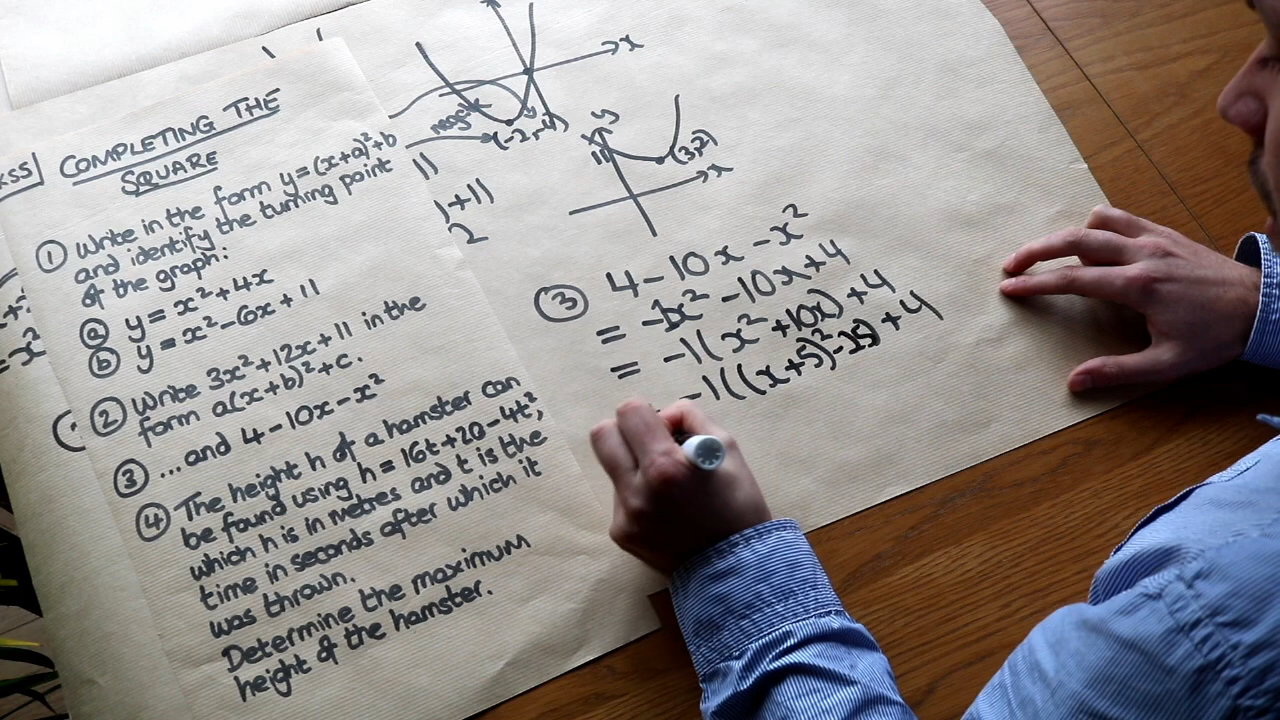 COMPLETING THE
SQUARE
① Write in the form y=(x+a)²+b
and identify the turning point
of the graph:
ⓐ y = x²+4x
ⓑ y = x²-6x+11
② Write 3x²+12x+11 in the
form a(x+b)²+c.
③ ...and 4-10x-x²
④ The height h of a hamster can
be found using h=16t+20-4t²,
which h is in metres and t is the
time in seconds after which it
was thrown.
Determine the maximum
height of the hamster.
x
(-2,-4)
y
11
(3,2)
x
11
)+11
2
③ 4-10x-x²
= -1x²-10x+4
= -1(x²+10x)+4
-1((x+5)²-25)+4